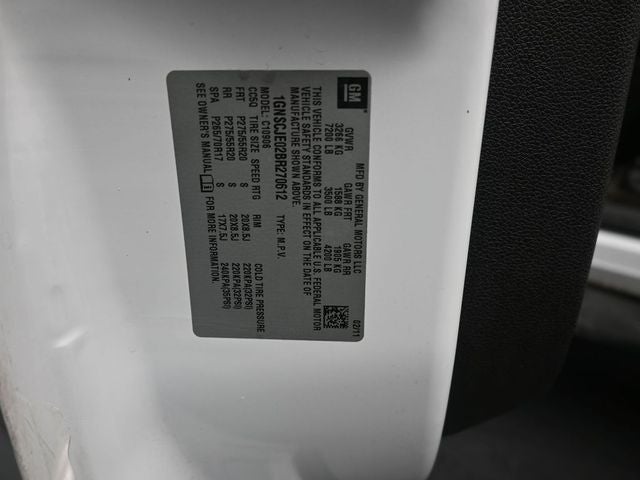 GM
MFD BY GENERAL MOTORS LLC 02/11
GVWR GAWR FRT GAWR RR
3266 KG 1588 KG 1905 KG
7200 LB 3500 LB 4200 LB
THIS VEHICLE CONFORMS TO ALL APPLICABLE U.S. FEDERAL MOTOR
VEHICLE SAFETY STANDARDS IN EFFECT ON THE DATE OF
MANUFACTURE SHOWN ABOVE.
1GNSCJE02BR270612 TYPE: M.P.V.
MODEL: C10906
CC5Q TIRE SIZE SPEED RTG RIM COLD TIRE PRESSURE
FRT P275/55R20 S 20X8.5J 220KPA(32PSI)
RR P275/55R20 S 20X8.5J 220KPA(32PSI)
SPA P265/70R17 S 17X7.5J 240KPA(35PSI)
SEE OWNER'S MANUAL FOR MORE INFORMATION.